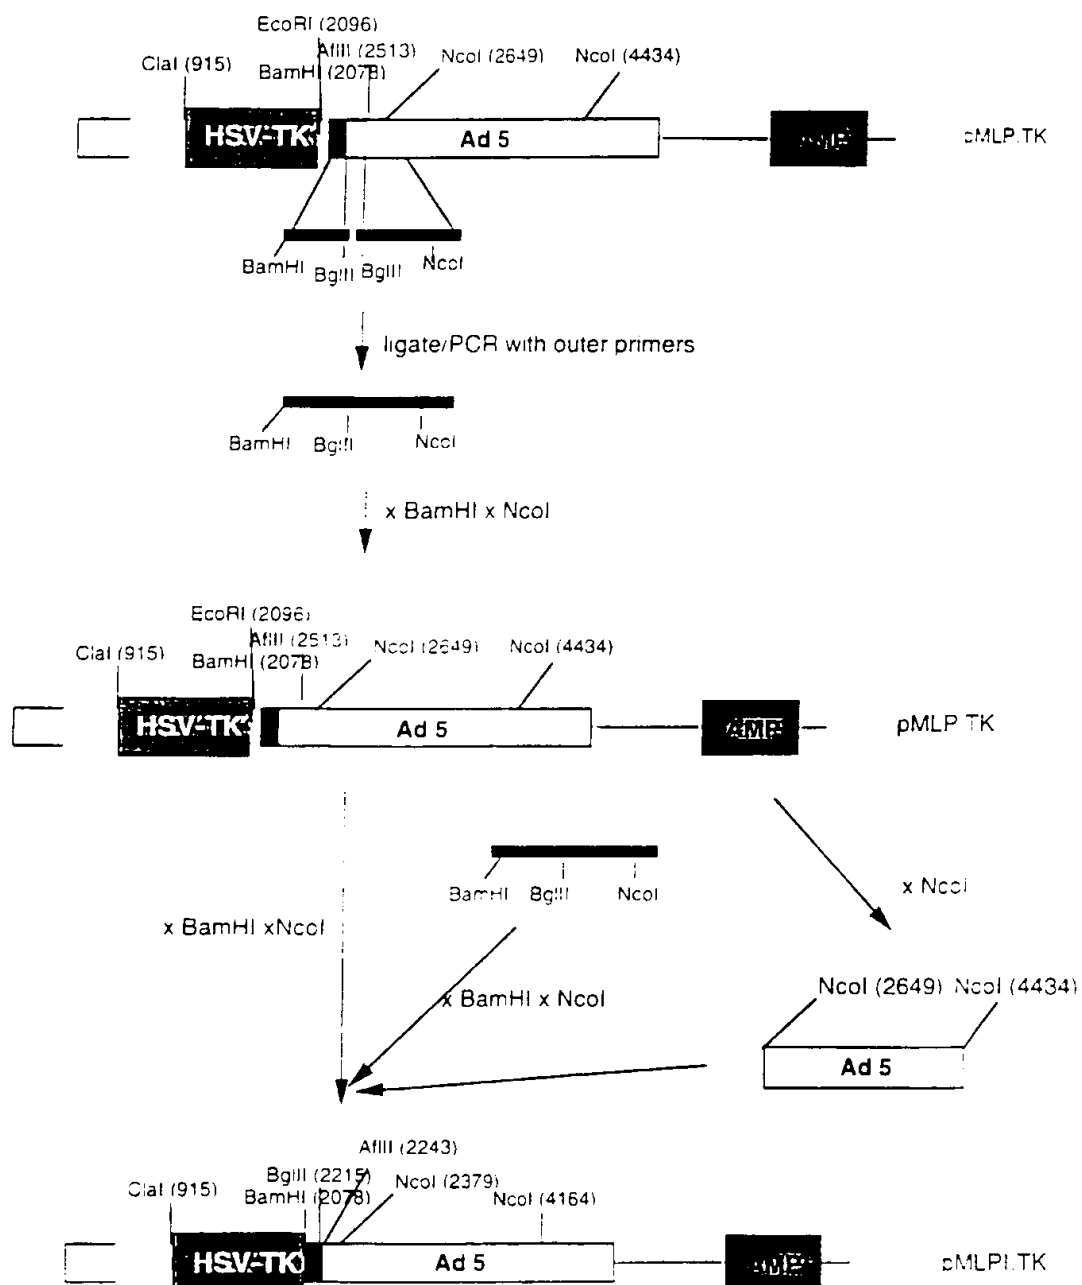 EcoRI (2096)
AflII (2513)
ClaI (915)
BamHI (2078)
NcoI (2649)
NcoI (4434)
HSV-TK
Ad 5
AMP
pMLP.TK
BamHI
BglII
BglII
NcoI
ligate/PCR with outer primers
BamHI
BglII
NcoI
x BamHI x NcoI
EcoRI (2096)
AflII (2513)
ClaI (915)
BamHI (2078)
NcoI (2649)
NcoI (4434)
HSV-TK
Ad 5
AMP
pMLP.TK
BamHI
BglII
NcoI
x NcoI
x BamHI xNcoI
x BamHI x NcoI
NcoI (2649)
NcoI (4434)
Ad 5
AflII (2243)
BglII (2215)
ClaI (915)
BamHI (2078)
NcoI (2379)
NcoI (4164)
HSV-TK
Ad 5
AMP
pMLPI.TK